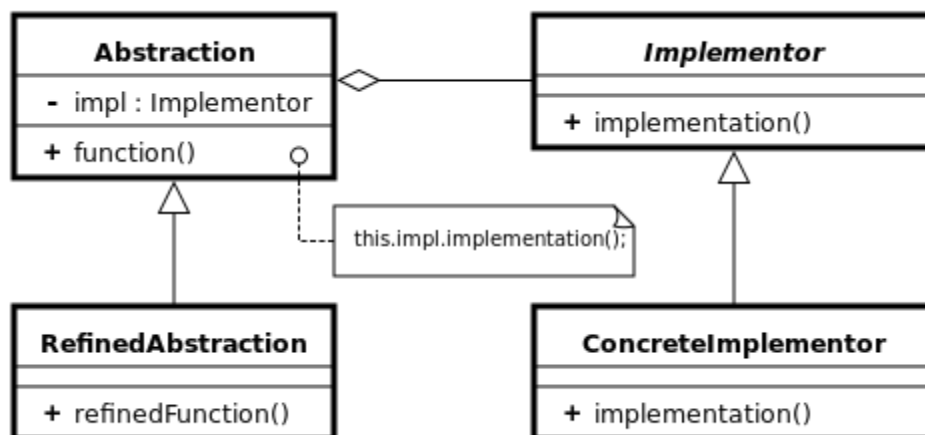 Abstraction
- impl : Implementor
+ function()
Implementor
+ implementation()
this.impl.implementation();
RefinedAbstraction
+ refinedFunction()
ConcreteImplementor
+ implementation()